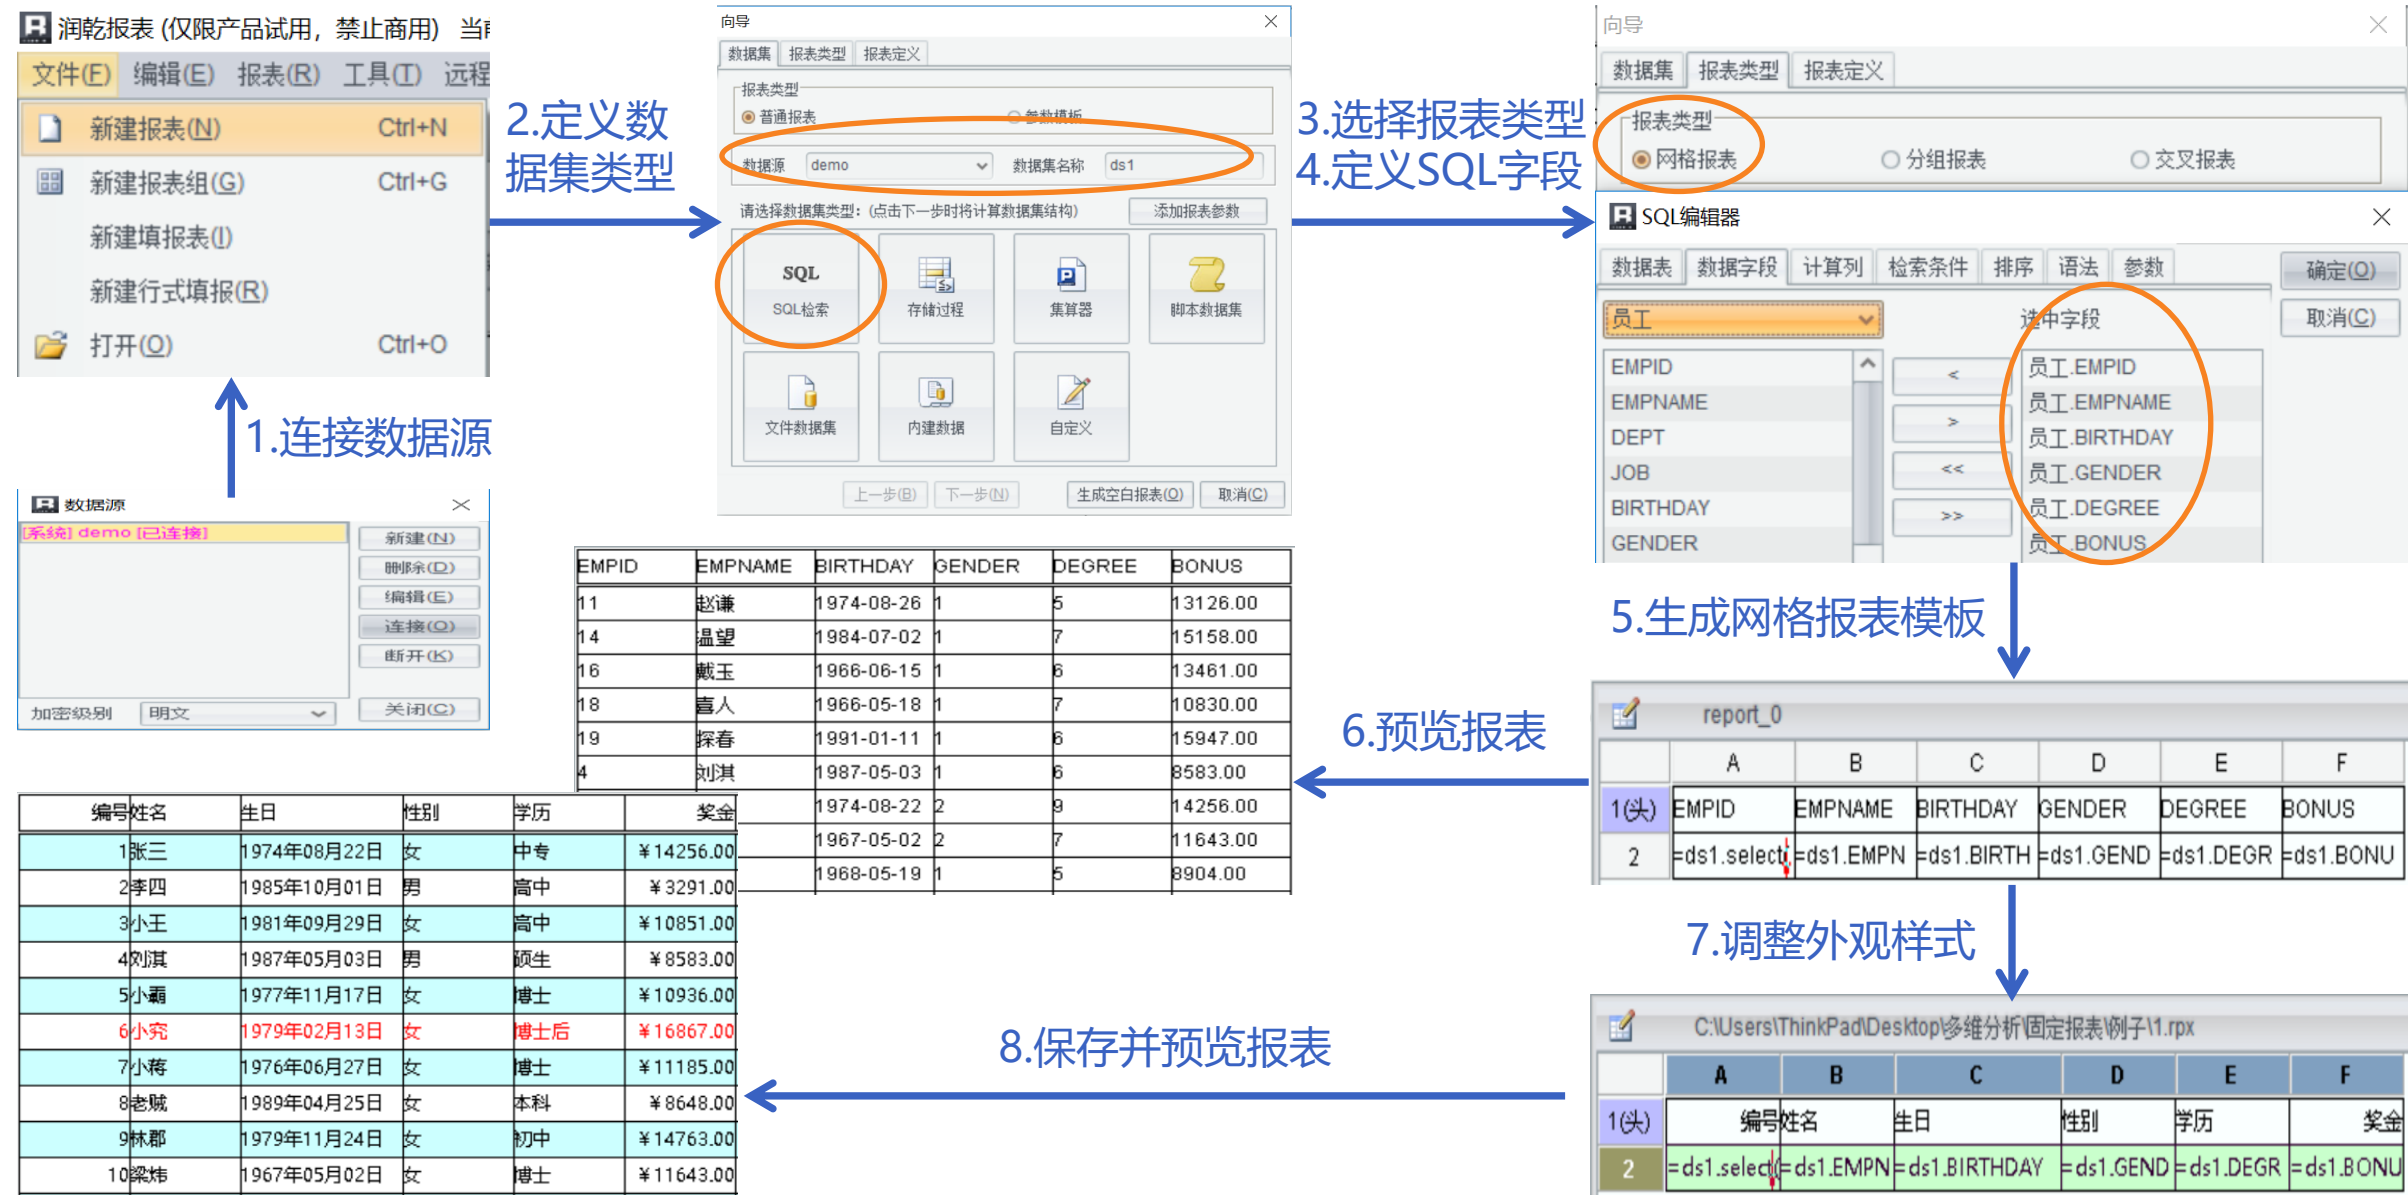 润乾报表 (仅限产品试用，禁止商用)
文件(F) 编辑(E) 报表(R) 工具(T) 远程
新建报表(N) Ctrl+N
新建报表组(G) Ctrl+G
新建填报表(I)
新建行式填报(R)
打开(O) Ctrl+O
1.连接数据源
数据源
[系统] demo [已连接]
新建(N)
删除(D)
编辑(E)
连接(O)
断开(K)
加密级别 明文 关闭(C)
2.定义数
据集类型
向导
数据集 报表类型 报表定义
报表类型
普通报表 参数模板
数据源 demo 数据集名称 ds1
请选择数据集类型：(点击下一步时将计算数据集结构) 添加报表参数
SQL
SQL检索 存储过程 集算器 脚本数据集
文件数据集 内建数据 自定义
上一步(B) 下一步(N) 生成空白报表(O) 取消(C)
3.选择报表类型
4.定义SQL字段
向导
数据集 报表类型 报表定义
报表类型
网格报表 分组报表 交叉报表
SQL编辑器
数据表 数据字段 计算列 检索条件 排序 语法 参数 确定(O)
员工 选中字段 取消(C)
EMPID < 员工.EMPID
EMPNAME 员工.EMPNAME
DEPT > 员工.BIRTHDAY
JOB << 员工.GENDER
BIRTHDAY >> 员工.DEGREE
GENDER 员工.BONUS
5.生成网格报表模板
report_0
A B C D E F
1(头) EMPID EMPNAME BIRTHDAY GENDER DEGREE BONUS
2 =ds1.select =ds1.EMPN =ds1.BIRTH =ds1.GEND =ds1.DEGR =ds1.BONU
6.预览报表
EMPID EMPNAME BIRTHDAY GENDER DEGREE BONUS
11 赵谦 1974-08-26 1 5 13126.00
14 温望 1984-07-02 1 7 15158.00
16 戴玉 1966-06-15 1 6 13461.00
18 喜人 1966-05-18 1 7 10830.00
19 探春 1991-01-11 1 6 15947.00
4 刘淇 1987-05-03 1 6 8583.00
1974-08-22 2 9 14256.00
1967-05-02 2 7 11643.00
1968-05-19 1 5 8904.00
7.调整外观样式
C:\Users\ThinkPad\Desktop\多维分析\固定报表\例子\1.rpx
A B C D E F
1(头) 编号 姓名 生日 性别 学历 奖金
2 =ds1.select( =ds1.EMPN =ds1.BIRTHDAY =ds1.GEND =ds1.DEGR =ds1.BONU
8.保存并预览报表
编号 姓名 生日 性别 学历 奖金
1 张三 1974年08月22日 女 中专 ￥14256.00
2 李四 1985年10月01日 男 高中 ￥3291.00
3 小王 1981年09月29日 女 高中 ￥10851.00
4 刘淇 1987年05月03日 男 硕生 ￥8583.00
5 小霸 1977年11月17日 女 博士 ￥10936.00
6 小究 1979年02月13日 女 博士后 ￥16867.00
7 小蒋 1976年06月27日 女 博士 ￥11185.00
8 老贼 1989年04月25日 女 本科 ￥8648.00
9 林郡 1979年11月24日 女 初中 ￥14763.00
10 梁炜 1967年05月02日 女 博士 ￥11643.00